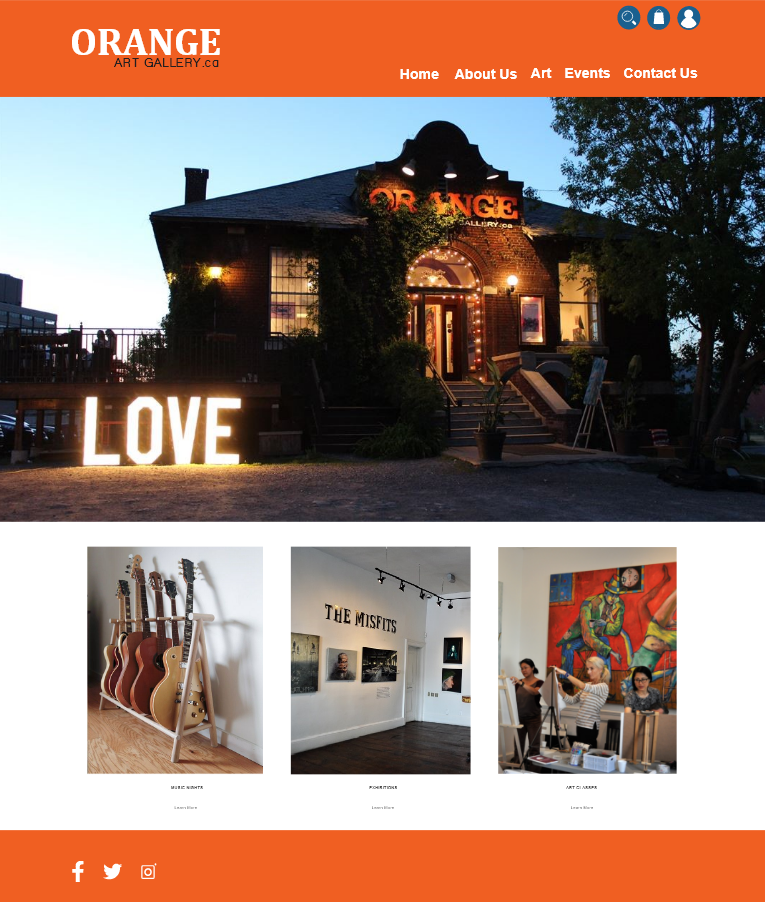 ORANGE
ART GALLERY.ca
Home About Us Art Events Contact Us
ORANGE
GALLERY.ca
LOVE
THE MISFITS
MUSIC NIGHTS EXHIBITIONS ART CLASSES
Learn More Learn More Learn More